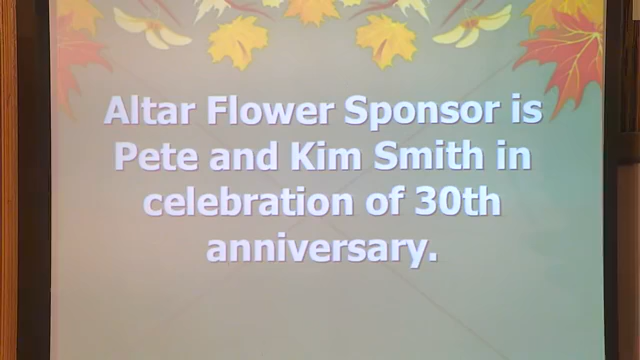 Altar Flower Sponsor is
Pete and Kim Smith in
celebration of 30th
anniversary.